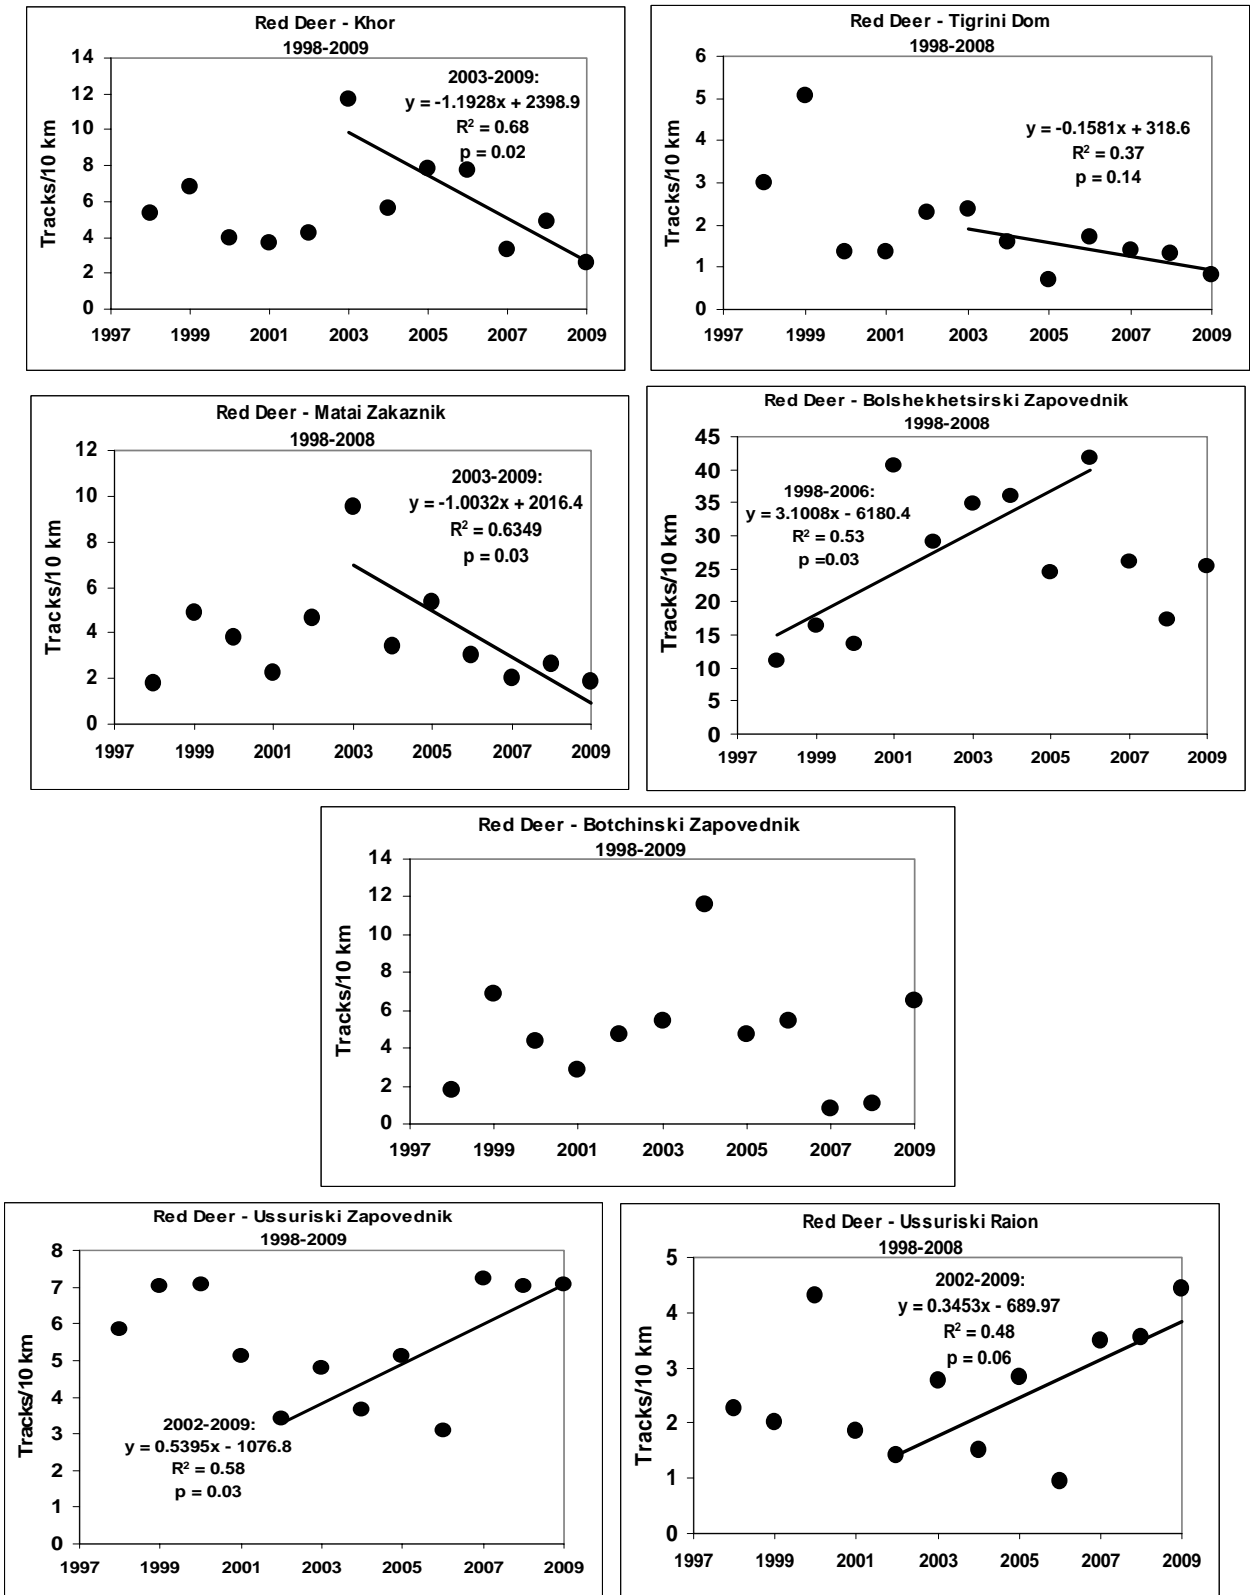 Red Deer - Khor
1998-2009
14
12
10
8
6
4
2
0
Tracks/10 km
2003-2009:
y = -1.1928x + 2398.9
R² = 0.68
p = 0.02
1997 1999 2001 2003 2005 2007 2009
Red Deer - Tigrini Dom
1998-2008
6
5
4
3
2
1
0
Tracks/10 km
y = -0.1581x + 318.6
R² = 0.37
p = 0.14
1997 1999 2001 2003 2005 2007 2009
Red Deer - Matai Zakaznik
1998-2008
12
10
8
6
4
2
0
Tracks/10 km
2003-2009:
y = -1.0032x + 2016.4
R² = 0.6349
p = 0.03
1997 1999 2001 2003 2005 2007 2009
Red Deer - Bolshekhetsirski Zapovednik
1998-2008
45
40
35
30
25
20
15
10
5
0
Tracks/10 km
1998-2006:
y = 3.1008x - 6180.4
R² = 0.53
p =0.03
1997 1999 2001 2003 2005 2007 2009
Red Deer - Botchinski Zapovednik
1998-2009
14
12
10
8
6
4
2
0
Tracks/10 km
1997 1999 2001 2003 2005 2007 2009
Red Deer - Ussuriski Zapovednik
1998-2009
8
7
6
5
4
3
2
1
0
Tracks/10 km
2002-2009:
y = 0.5395x - 1076.8
R² = 0.58
p = 0.03
1997 1999 2001 2003 2005 2007 2009
Red Deer - Ussuriski Raion
1998-2008
5
4
3
2
1
0
Tracks/10 km
2002-2009:
y = 0.3453x - 689.97
R² = 0.48
p = 0.06
1997 1999 2001 2003 2005 2007 2009